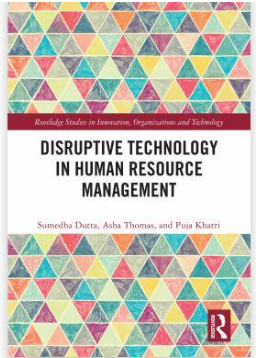 Routledge Studies in Innovation, Organizations and Technology
DISRUPTIVE TECHNOLOGY
IN HUMAN RESOURCE
MANAGEMENT
Sumedha Dutta, Asha Thomas, and Puja Khatri
ROUTLEDGE